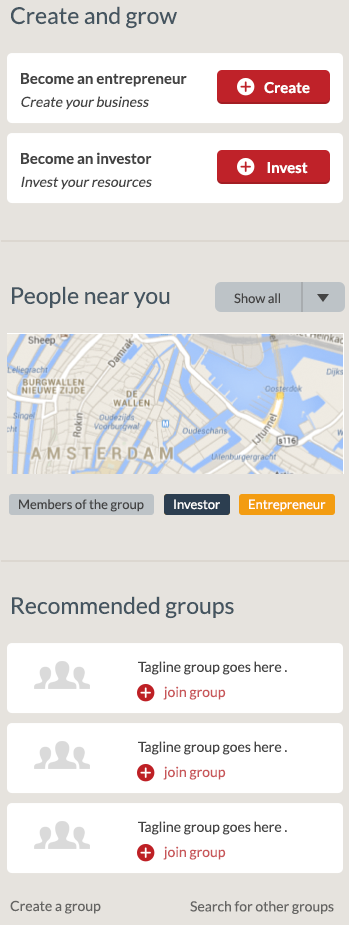 Create and grow
Become an entrepreneur
Create your business
Create
Become an investor
Invest your resources
Invest
People near you
Show all
Sheep
Damrak
Leliegracht
BURGWALLEN
NIEUWE ZIJDE
DE
WALLEN
Oosterdok
Dijks
Singel
Rokin
Oudezijds
Voorburgwal
M
Oudeschans
IJtunnel
s116
AMSTERDAM
Uilenburgergracht
Members of the group
Investor
Entrepreneur
Recommended groups
Tagline group goes here .
join group
Tagline group goes here .
join group
Tagline group goes here .
join group
Create a group
Search for other groups